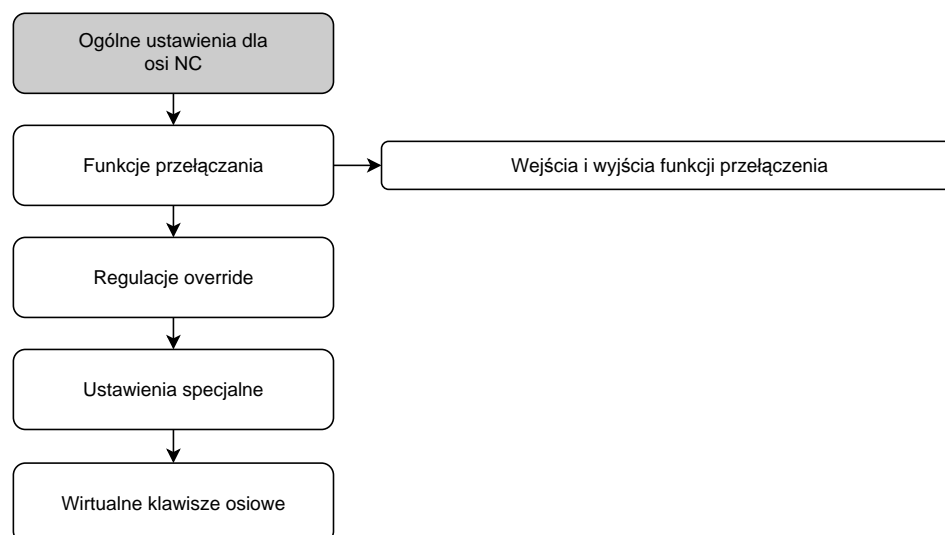 Ogólne ustawienia dla
osi NC
Funkcje przełączania
Wejścia i wyjścia funkcji przełączenia
Regulacje override
Ustawienia specjalne
Wirtualne klawisze osiowe